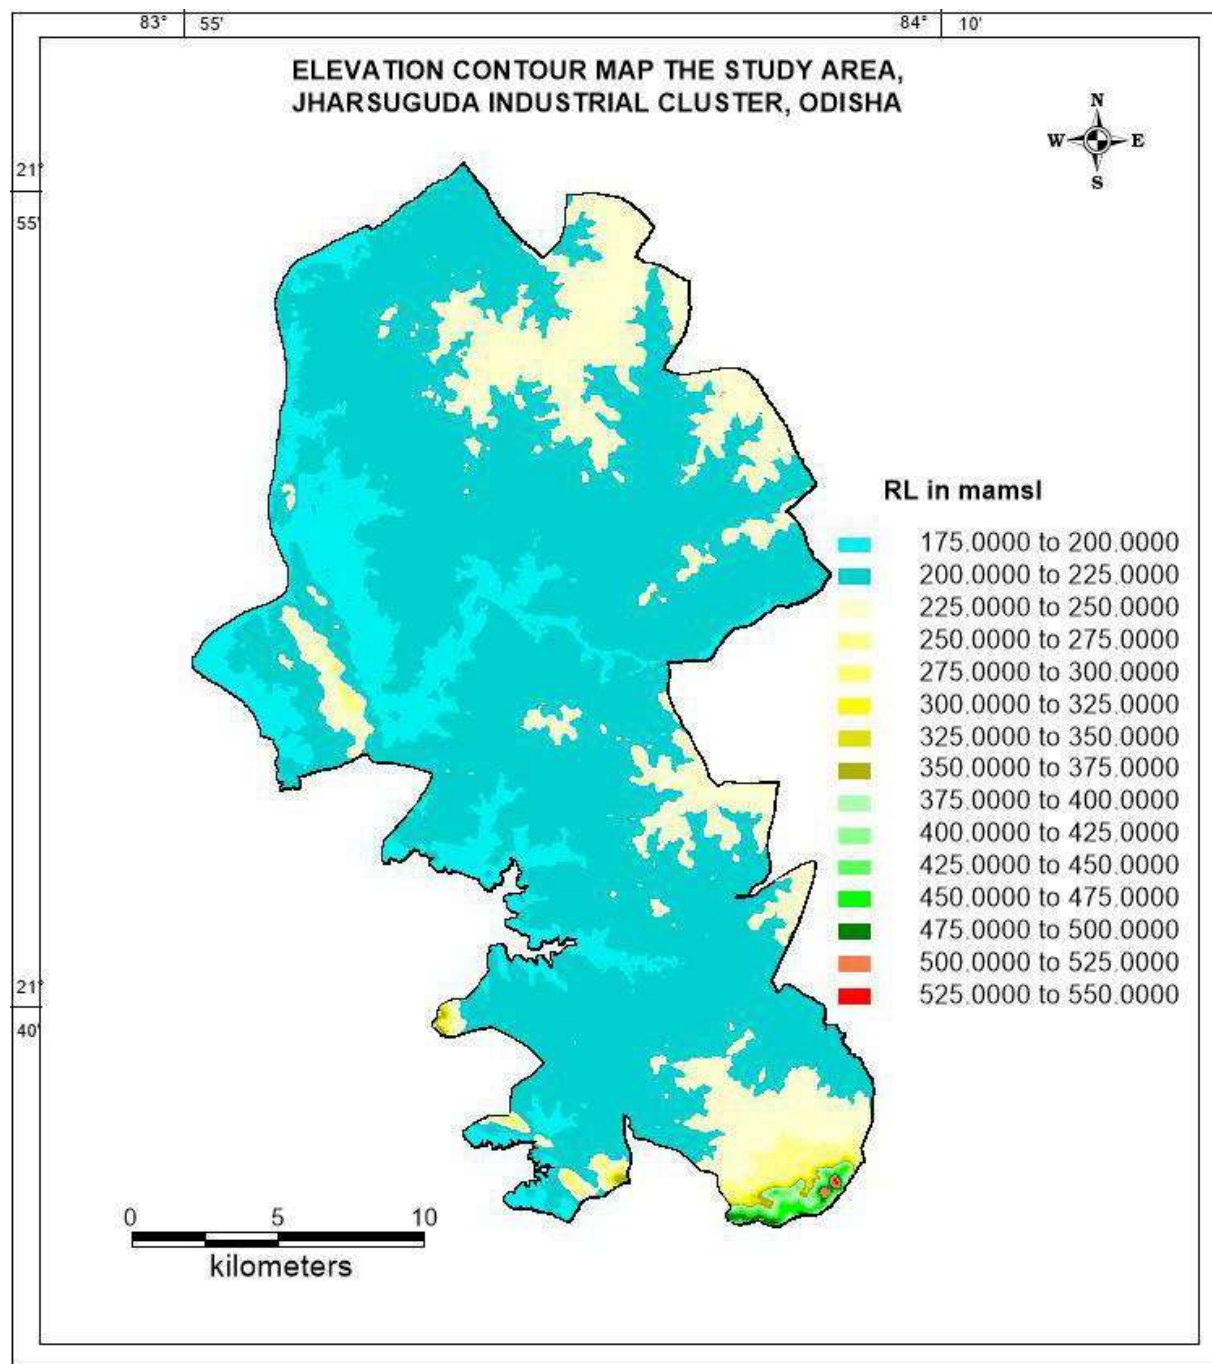 83° 55' 84° 10'
ELEVATION CONTOUR MAP THE STUDY AREA,
JHARSUGUDA INDUSTRIAL CLUSTER, ODISHA
N
W E
S
21°
55'
RL in mamsl
175.0000 to 200.0000
200.0000 to 225.0000
225.0000 to 250.0000
250.0000 to 275.0000
275.0000 to 300.0000
300.0000 to 325.0000
325.0000 to 350.0000
350.0000 to 375.0000
375.0000 to 400.0000
400.0000 to 425.0000
425.0000 to 450.0000
450.0000 to 475.0000
475.0000 to 500.0000
500.0000 to 525.0000
525.0000 to 550.0000
21°
40'
0 5 10
kilometers